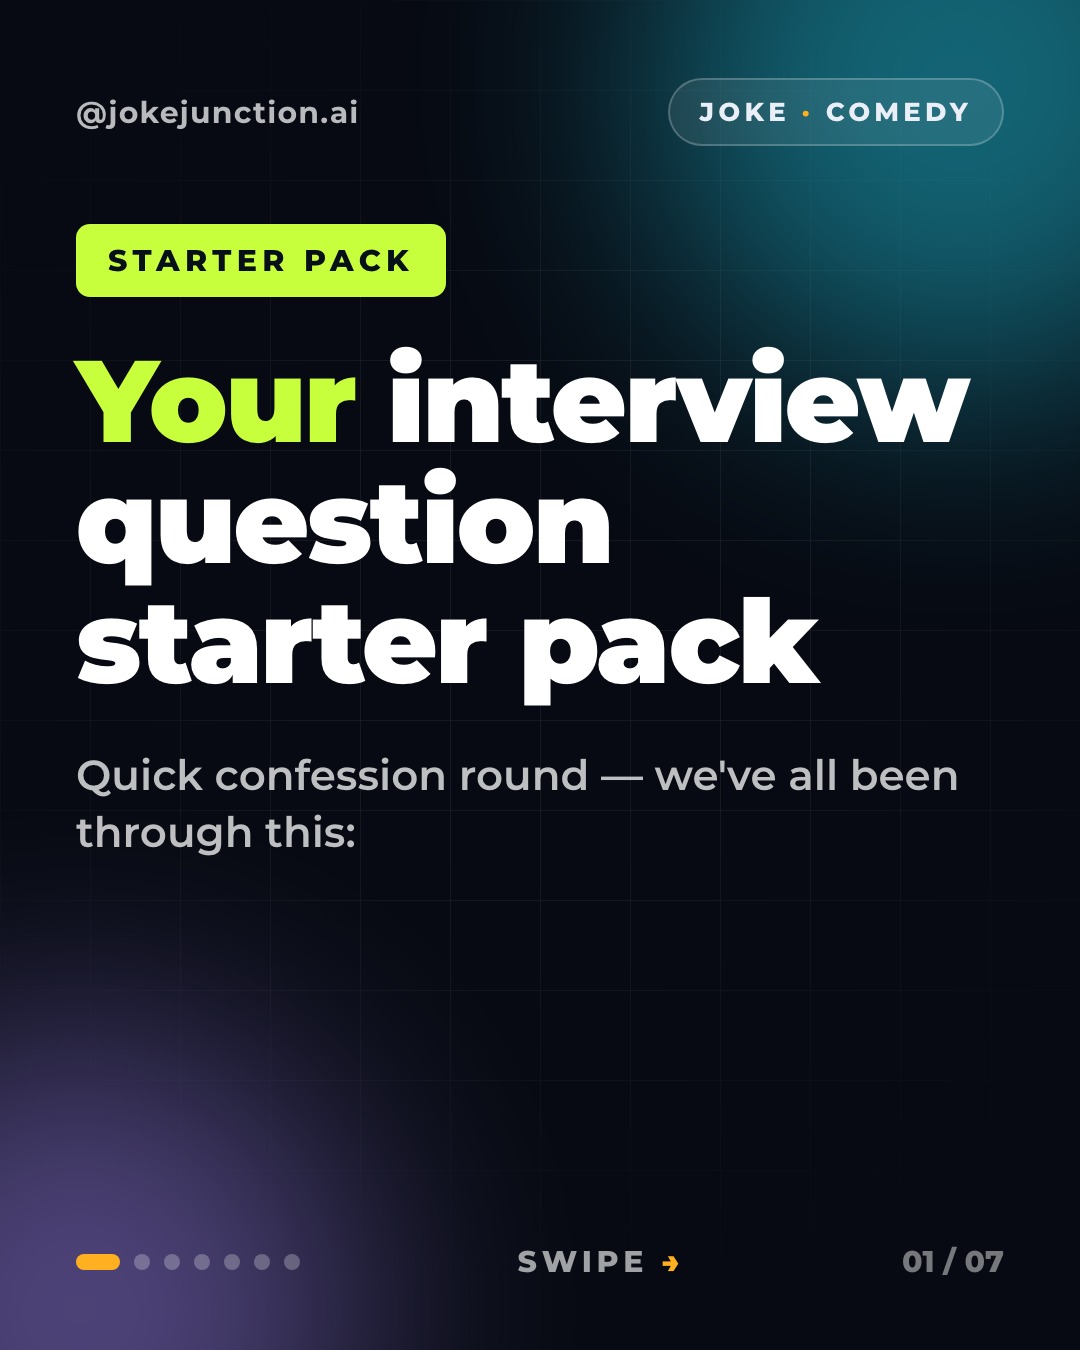 @jokejunction.ai
JOKE · COMEDY
STARTER PACK
Your interview
question
starter pack
Quick confession round — we've all been
through this:
SWIPE →
01 / 07